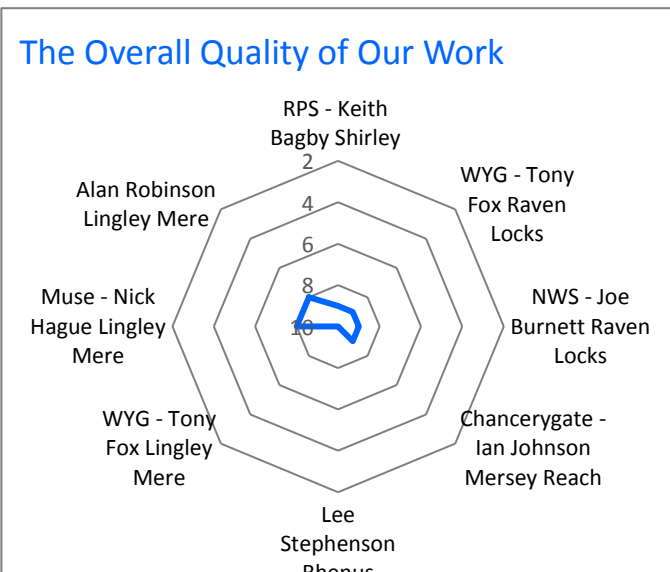 The Overall Quality of Our Work
RPS - Keith
Bagby Shirley
2
WYG - Tony
Fox Raven
Locks
Alan Robinson
Lingley Mere
4
6
8
10
Muse - Nick
Hague Lingley
Mere
NWS - Joe
Burnett Raven
Locks
WYG - Tony
Fox Lingley
Mere
Chancerygate -
Ian Johnson
Mersey Reach
Lee
Stephenson
Rhenus